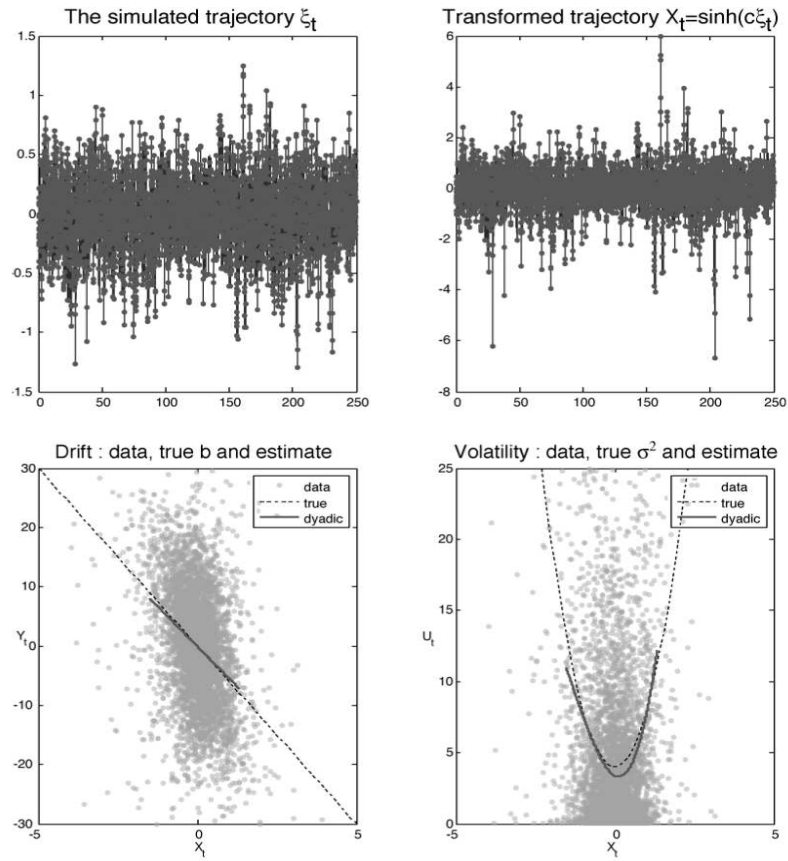 The simulated trajectory ξt
1.5
1
0.5
0
-0.5
-1
-1.5
0 50 100 150 200 250
Transformed trajectory Xt=sinh(cξt)
6
4
2
0
-2
-4
-6
-8
0 50 100 150 200 250
Drift : data, true b and estimate
30
20
10
Yt
0
-10
-20
-30
-5 0 5
Xt
data
true
dyadic
Volatility : data, true σ2 and estimate
25
20
15
Ut
10
5
0
-5 0 5
Xt
data
true
dyadic